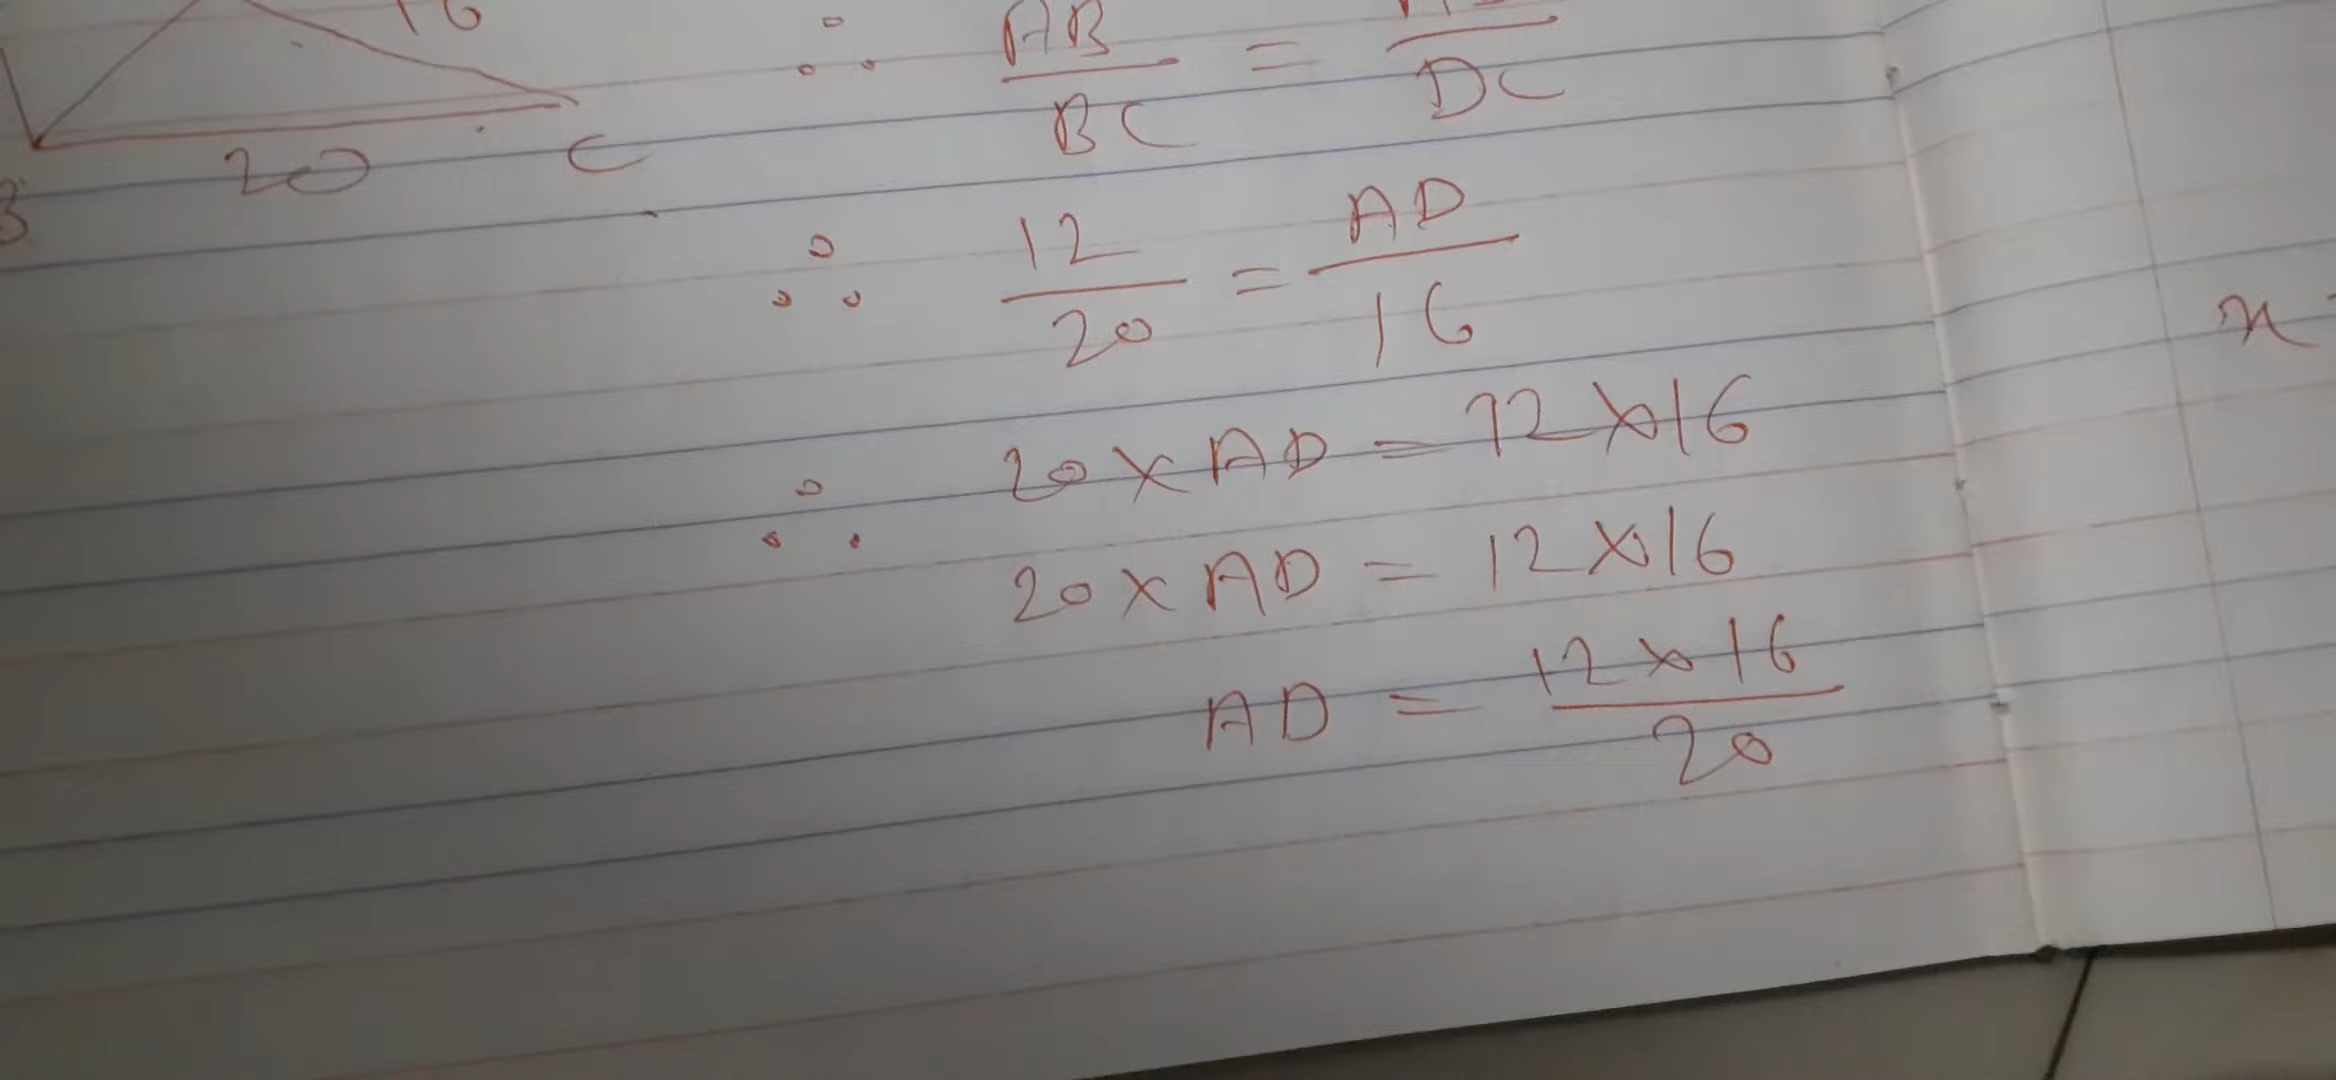 16
∴ AB/BC = /DC
20 C
B
∴ 12/20 = AD/16
x
∴ 20 × AD = 12 × 16
20 × AD = 12 × 16
AD = 12 × 16/20